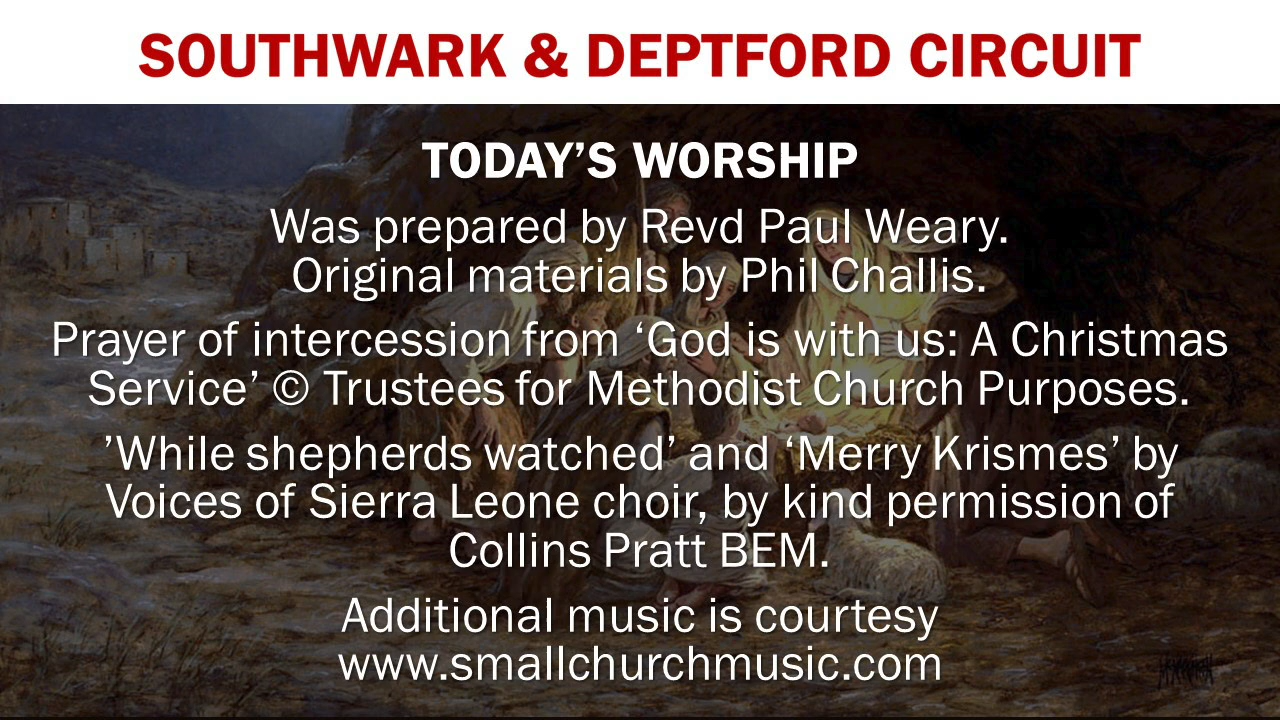 SOUTHWARK & DEPTFORD CIRCUIT
TODAY’S WORSHIP
Was prepared by Revd Paul Weary.
Original materials by Phil Challis.
Prayer of intercession from ‘God is with us: A Christmas
Service’ © Trustees for Methodist Church Purposes.
’While shepherds watched’ and ‘Merry Krismes’ by
Voices of Sierra Leone choir, by kind permission of
Collins Pratt BEM.
Additional music is courtesy
www.smallchurchmusic.com